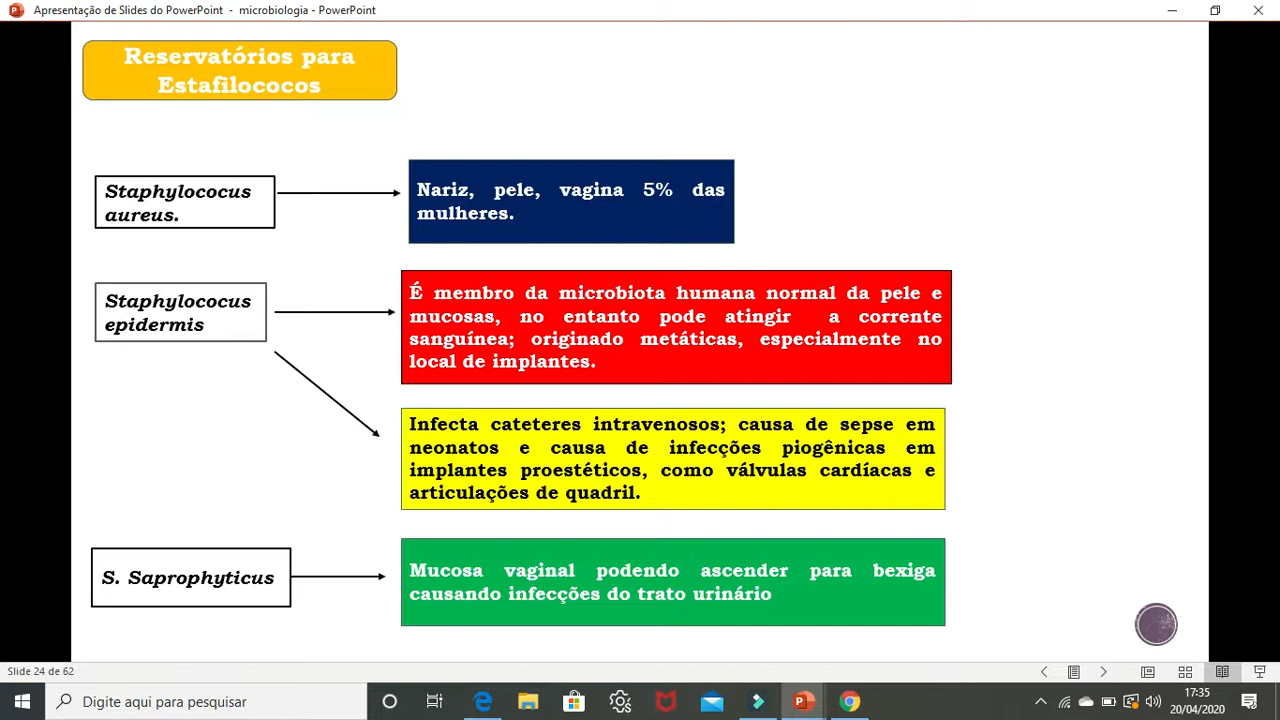 Apresentação de Slides do PowerPoint - microbiologia - PowerPoint
Reservatórios para
Estafilococos
Staphylococus
aureus.
Nariz, pele, vagina 5% das
mulheres.
Staphylococus
epidermis
É membro da microbiota humana normal da pele e
mucosas, no entanto pode atingir a corrente
sanguínea; originado metáticas, especialmente no
local de implantes.
Infecta cateteres intravenosos; causa de sepse em
neonatos e causa de infecções piogênicas em
implantes proestéticos, como válvulas cardíacas e
articulações de quadril.
S. Saprophyticus
Mucosa vaginal podendo ascender para bexiga
causando infecções do trato urinário
Slide 24 de 62
Digite aqui para pesquisar
17:35
20/04/2020